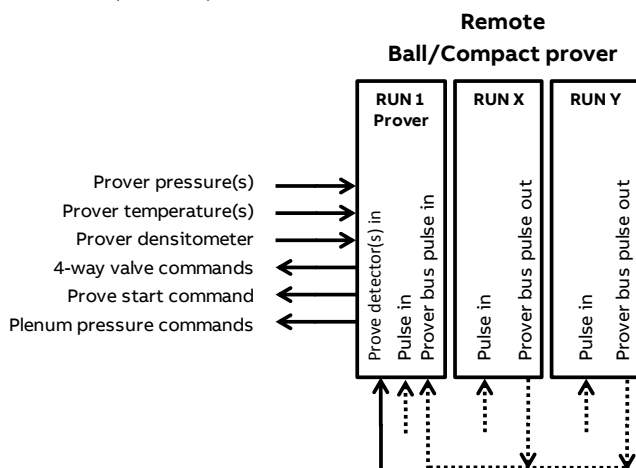 Remote
Ball/Compact prover
RUN 1
Prover
RUN X
RUN Y
Prover pressure(s)
Prover temperature(s)
Prover densitometer
4-way valve commands
Prove start command
Plenum pressure commands
Prove detector(s) in
Pulse in
Prover bus pulse in
Pulse in
Prover bus pulse out
Pulse in
Prover bus pulse out